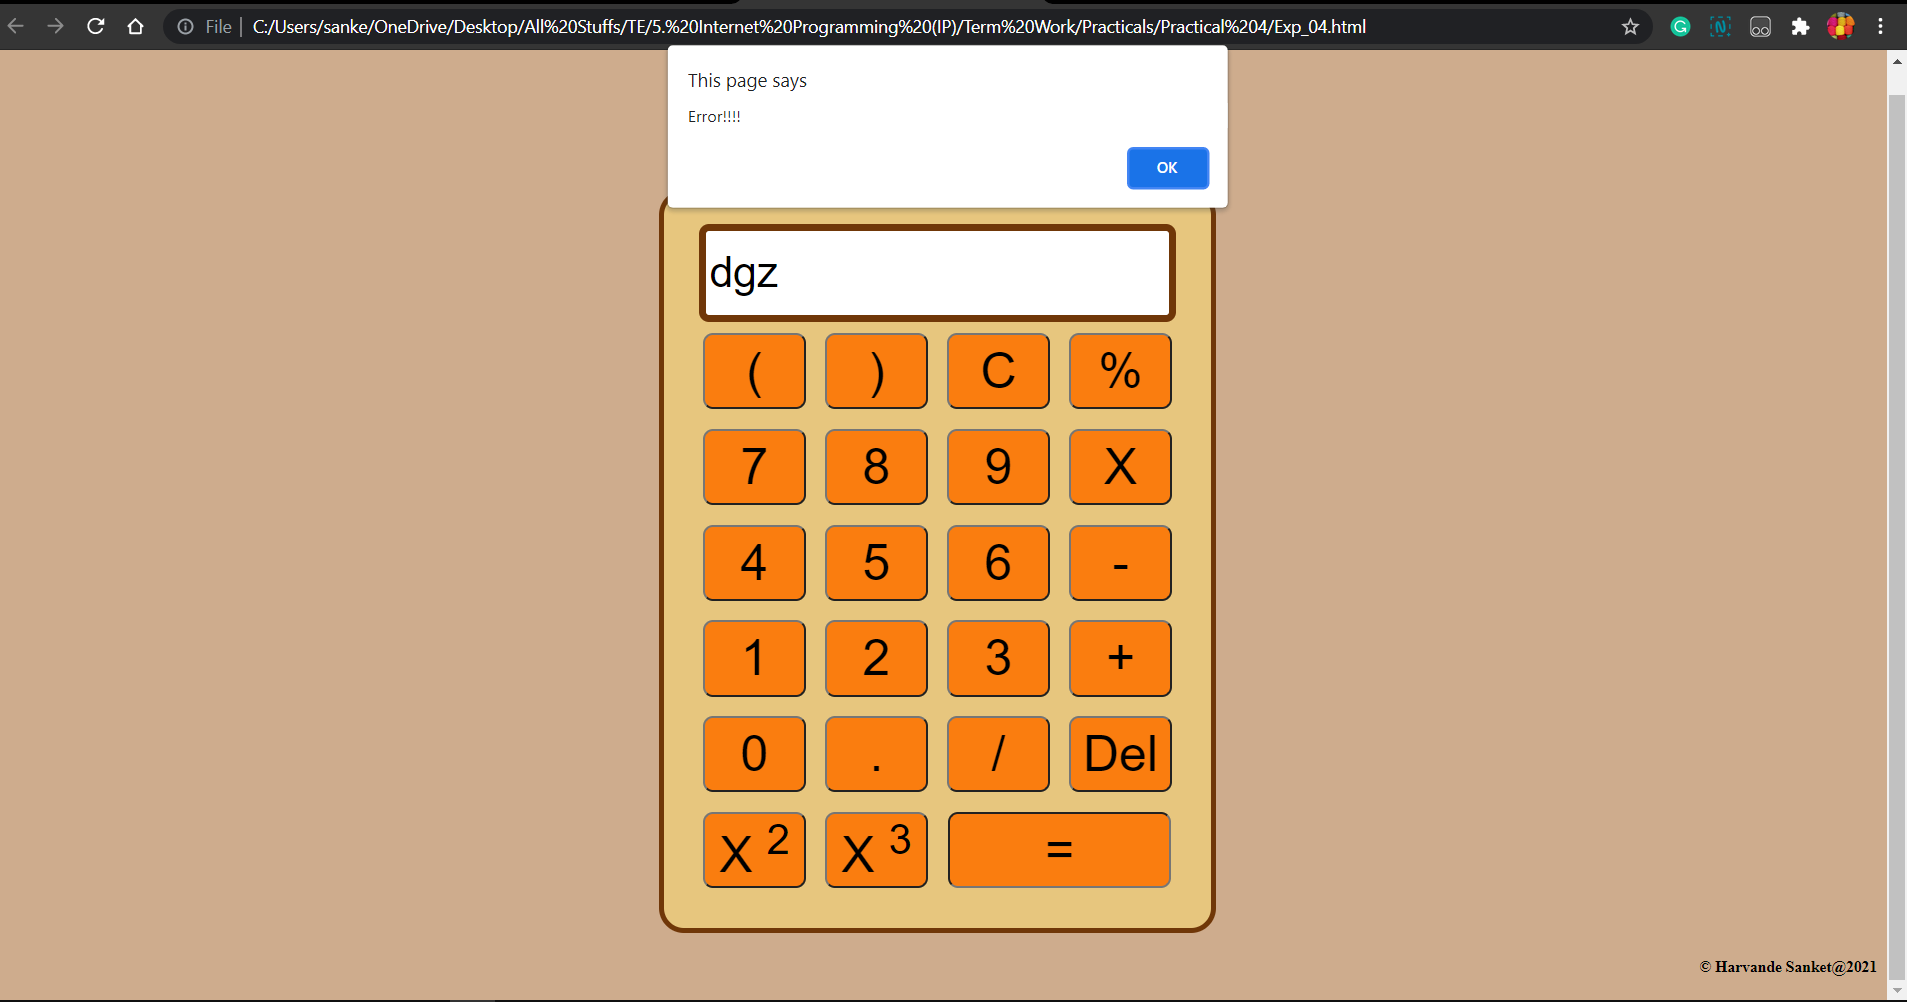 File | C:/Users/sanke/OneDrive/Desktop/All%20Stuffs/TE/5.%20Internet%20Programming%20(IP)/Term%20Work/Practicals/Practical%204/Exp_04.html
This page says
Error!!!!
OK
dgz
( ) C %
7 8 9 X
4 5 6 -
1 2 3 +
0 . / Del
X 2 X 3 =
© Harvande Sanket@2021